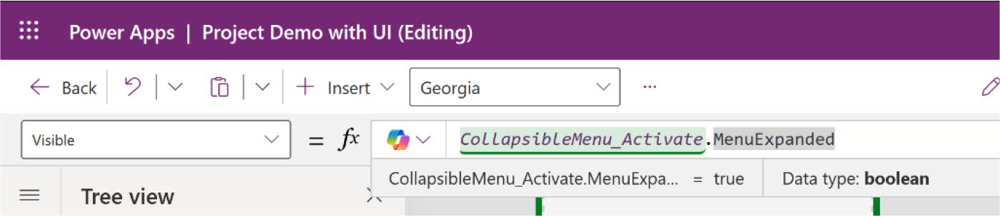 Power Apps | Project Demo with UI (Editing)
Back Insert Georgia ...
Visible = fx CollapsibleMenu_Activate.MenuExpanded
CollapsibleMenu_Activate.MenuExpa... = true Data type: boolean
Tree view